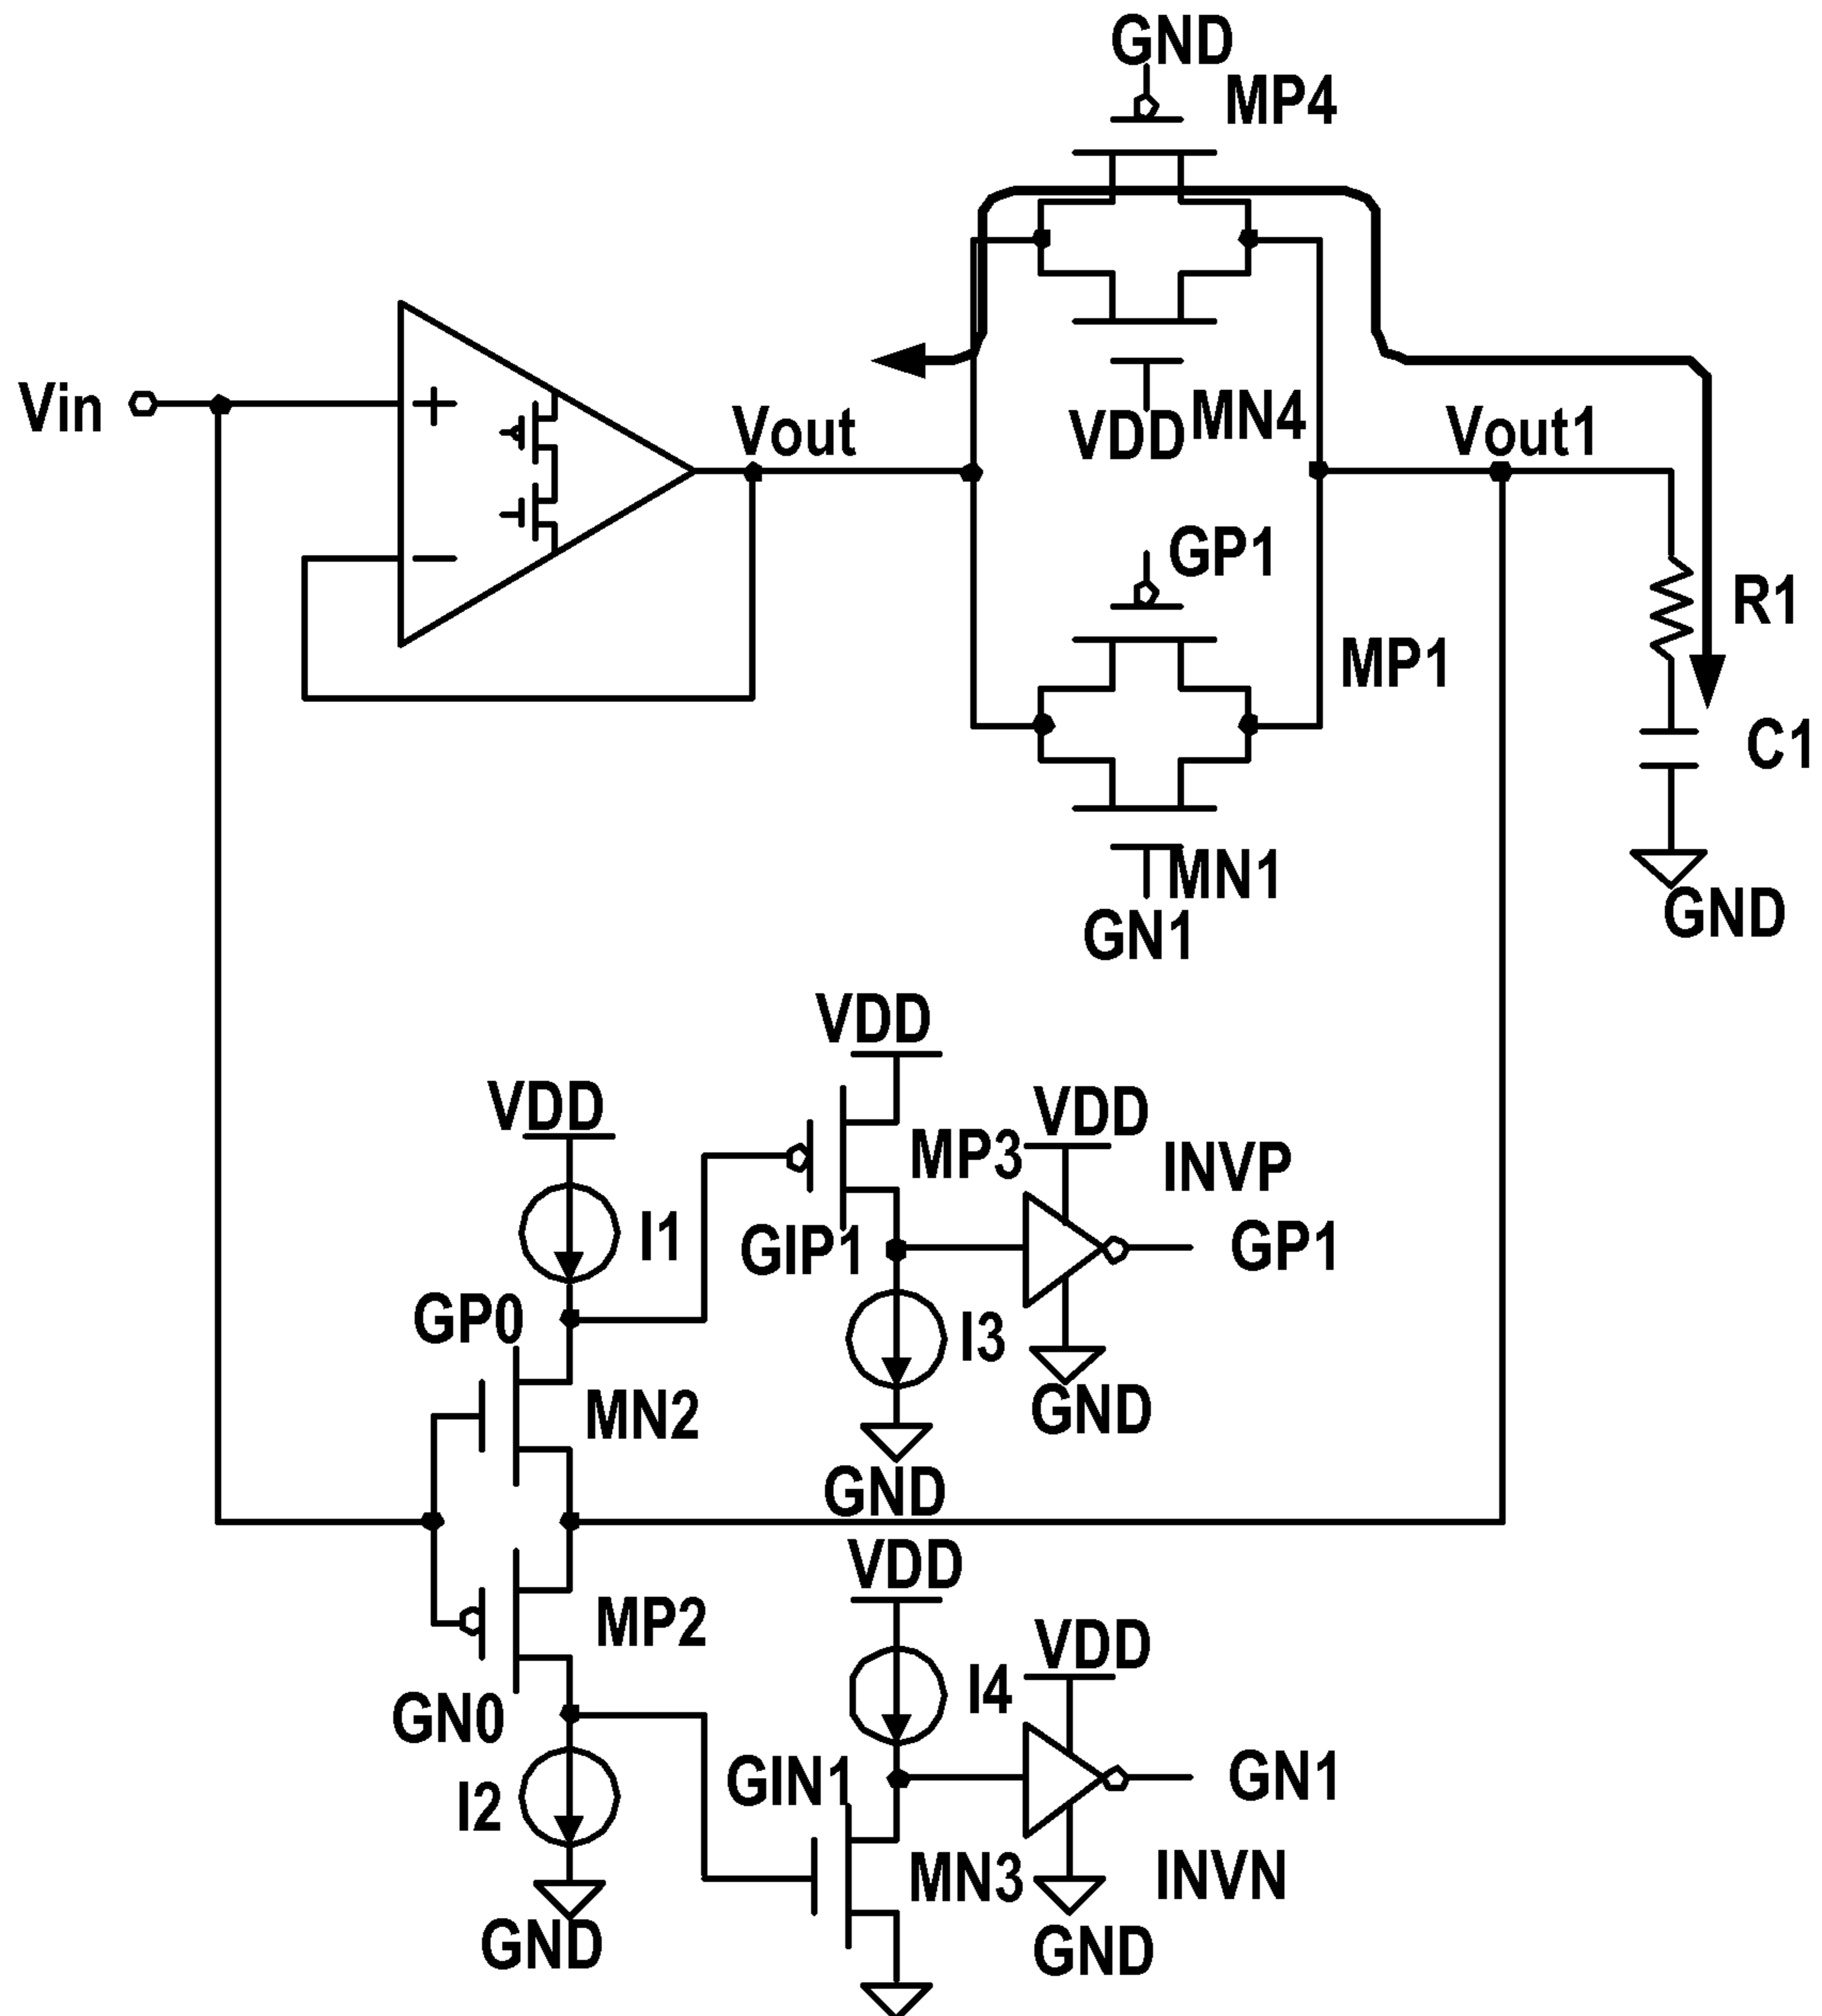 GND
MP4
Vin
+
−
Vout
VDD
MN4
Vout1
GP1
R1
MP1
C1
MN1
GND
GN1
VDD
VDD
VDD
MP3
INVP
I1
GIP1
GP1
GP0
I3
MN2
GND
GND
VDD
MP2
VDD
I4
GN0
GIN1
GN1
I2
MN3
INVN
GND
GND